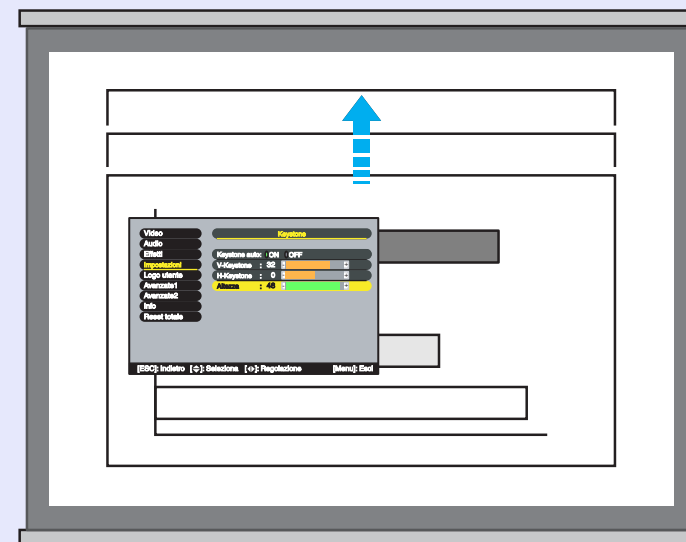 Video
Audio
Effetti
Impostazioni
Logo utente
Avanzate1
Avanzate2
Info
Reset totale
Keystone
Keystone auto: ON OFF
V-Keystone : 32
H-Keystone : 0
Altezza : 48
[ESC]: Indietro [ ]: Seleziona [ ]: Regolazione [Menu]: Esci